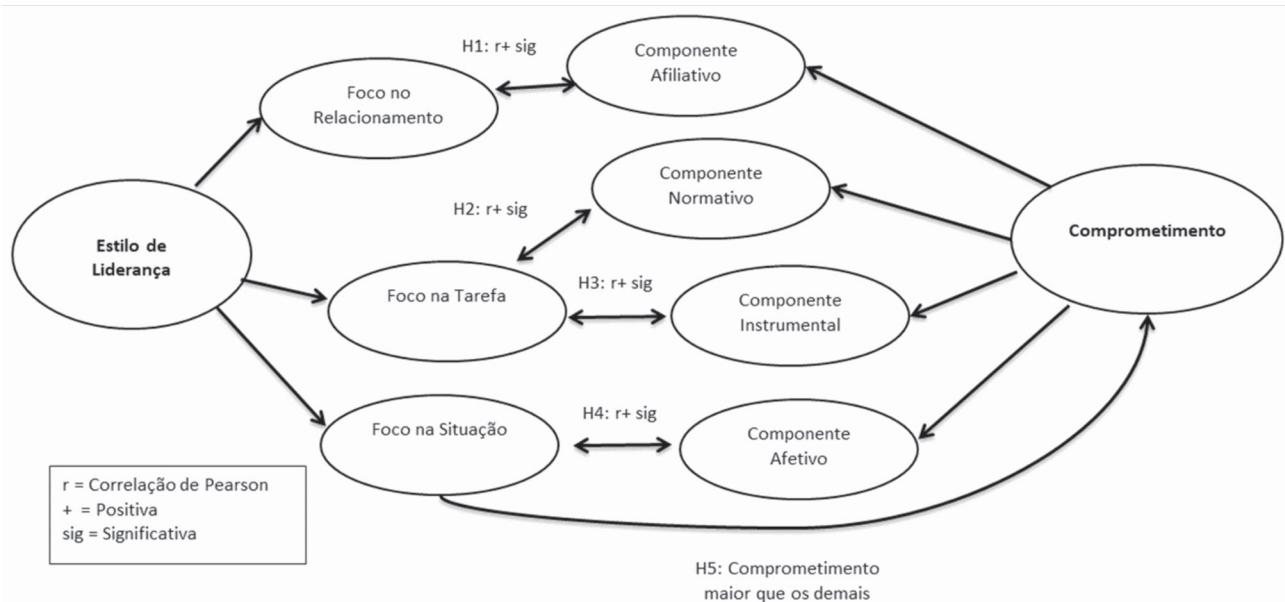 H1: r+ sig
Componente
Afiliativo
Foco no
Relacionamento
Componente
Normativo
H2: r+ sig
Estilo de
Liderança
Comprometimento
Foco na Tarefa
H3: r+ sig
Componente
Instrumental
Foco na Situação
H4: r+ sig
Componente
Afetivo
r = Correlação de Pearson
+ = Positiva
sig = Significativa
H5: Comprometimento
maior que os demais